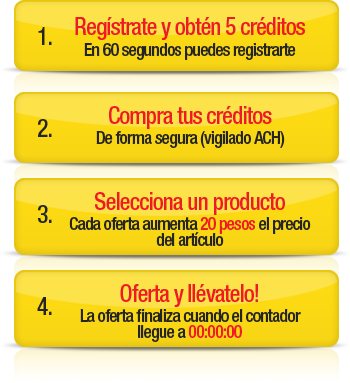 1. Regístrate y obtén 5 créditos
En 60 segundos puedes registrarte
2. Compra tus créditos
De forma segura (vigilado ACH)
3. Selecciona un producto
Cada oferta aumenta 20 pesos el precio
del artículo
4. Oferta y llévatelo!
La oferta finaliza cuando el contador
llegue a 00:00:00